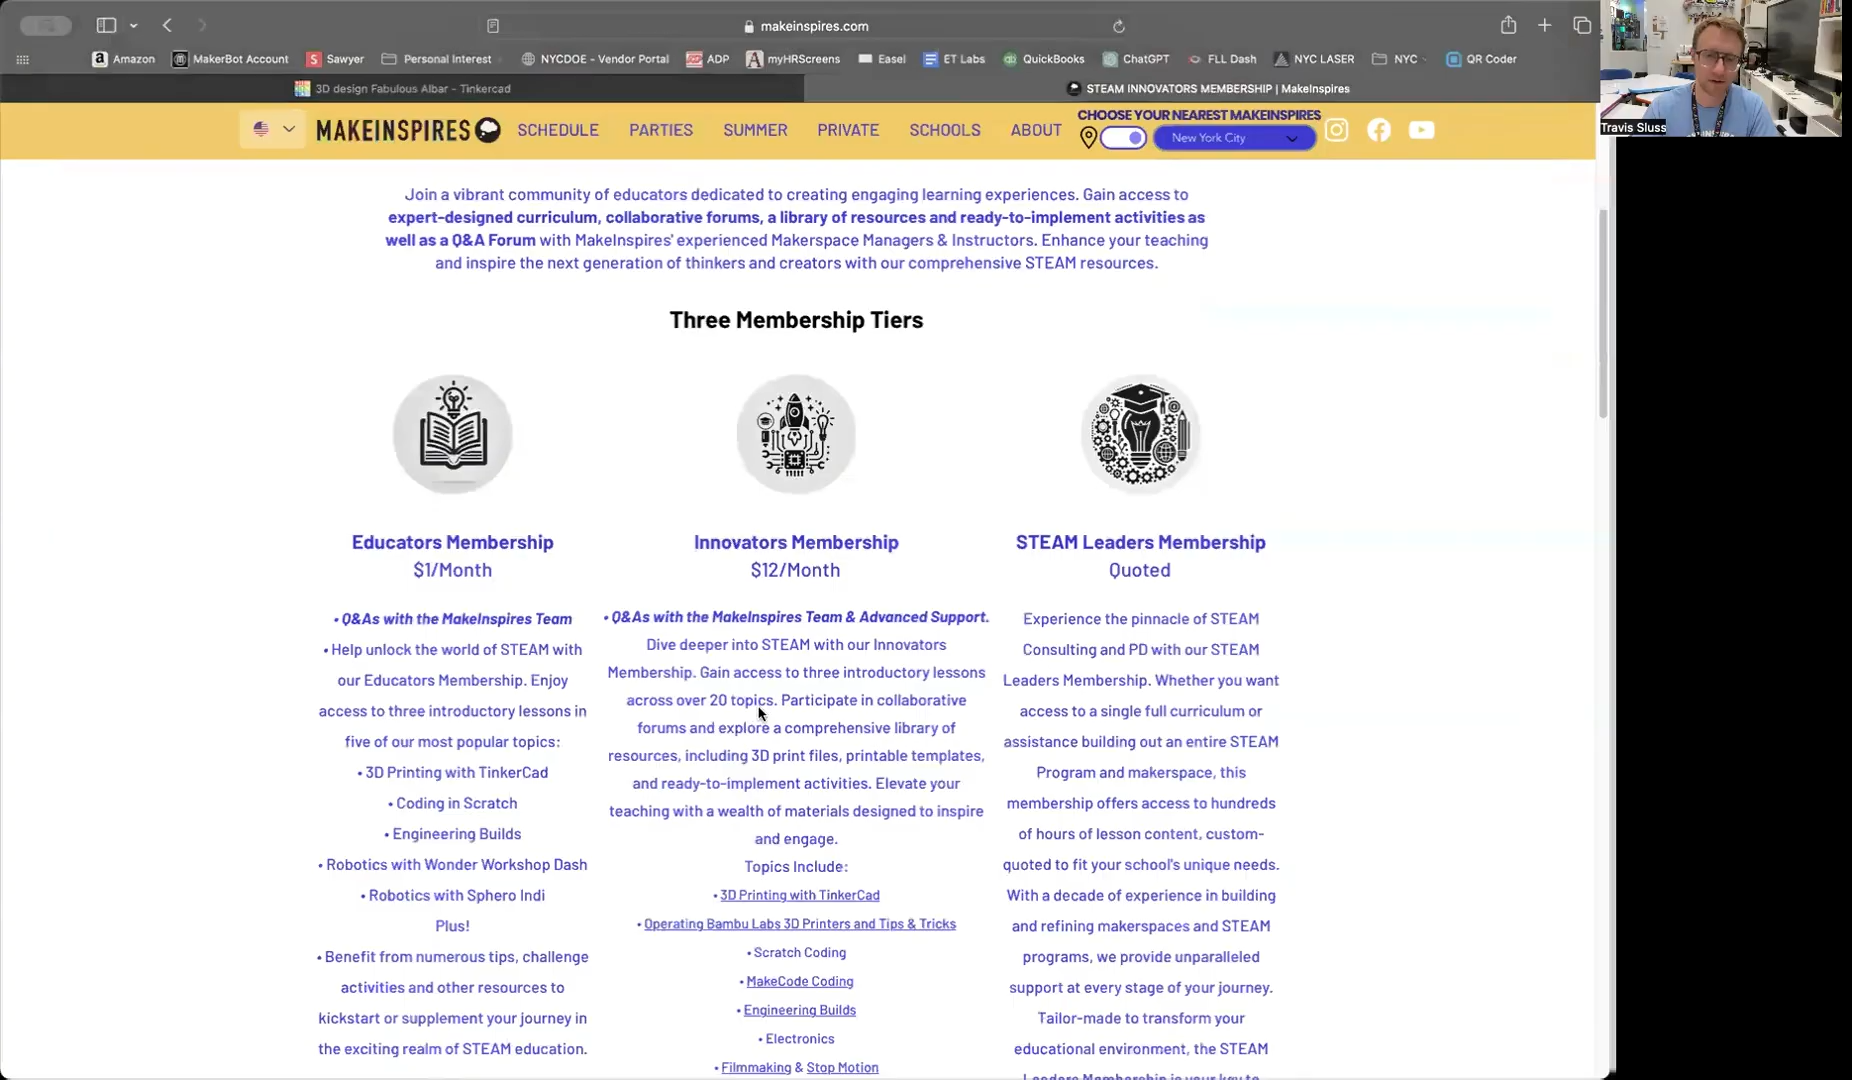 makeinspires.com
Amazon
MakerBot Account
Sawyer
Personal Interest
NYCDOE - Vendor Portal
ADP
myHRScreens
Easel
ET Labs
QuickBooks
ChatGPT
FLL Dash
NYC LASER
NYC
QR Coder
3D design Fabulous Albar - Tinkercad
STEAM INNOVATORS MEMBERSHIP | MakeInspires
Travis Sluss
MAKEINSPIRES
SCHEDULE
PARTIES
SUMMER
PRIVATE
SCHOOLS
ABOUT
CHOOSE YOUR NEAREST MAKEINSPIRES
New York City
Join a vibrant community of educators dedicated to creating engaging learning experiences. Gain access to
expert-designed curriculum, collaborative forums, a library of resources and ready-to-implement activities as
well as a Q&A Forum with MakeInspires' experienced Makerspace Managers & Instructors. Enhance your teaching
and inspire the next generation of thinkers and creators with our comprehensive STEAM resources.
Three Membership Tiers
Educators Membership
$1/Month
• Q&As with the MakeInspires Team
• Help unlock the world of STEAM with
our Educators Membership. Enjoy
access to three introductory lessons in
five of our most popular topics:
• 3D Printing with TinkerCad
• Coding in Scratch
• Engineering Builds
• Robotics with Wonder Workshop Dash
• Robotics with Sphero Indi
Plus!
• Benefit from numerous tips, challenge
activities and other resources to
kickstart or supplement your journey in
the exciting realm of STEAM education.
Innovators Membership
$12/Month
• Q&As with the MakeInspires Team & Advanced Support.
Dive deeper into STEAM with our Innovators
Membership. Gain access to three introductory lessons
across over 20 topics. Participate in collaborative
forums and explore a comprehensive library of
resources, including 3D print files, printable templates,
and ready-to-implement activities. Elevate your
teaching with a wealth of materials designed to inspire
and engage.
Topics Include:
• 3D Printing with TinkerCad
• Operating Bambu Labs 3D Printers and Tips & Tricks
• Scratch Coding
• MakeCode Coding
• Engineering Builds
• Electronics
• Filmmaking & Stop Motion
STEAM Leaders Membership
Quoted
Experience the pinnacle of STEAM
Consulting and PD with our STEAM
Leaders Membership. Whether you want
access to a single full curriculum or
assistance building out an entire STEAM
Program and makerspace, this
membership offers access to hundreds
of hours of lesson content, custom-
quoted to fit your school's unique needs.
With a decade of experience in building
and refining makerspaces and STEAM
programs, we provide unparalleled
support at every stage of your journey.
Tailor-made to transform your
educational environment, the STEAM
Leaders Membership is your key to